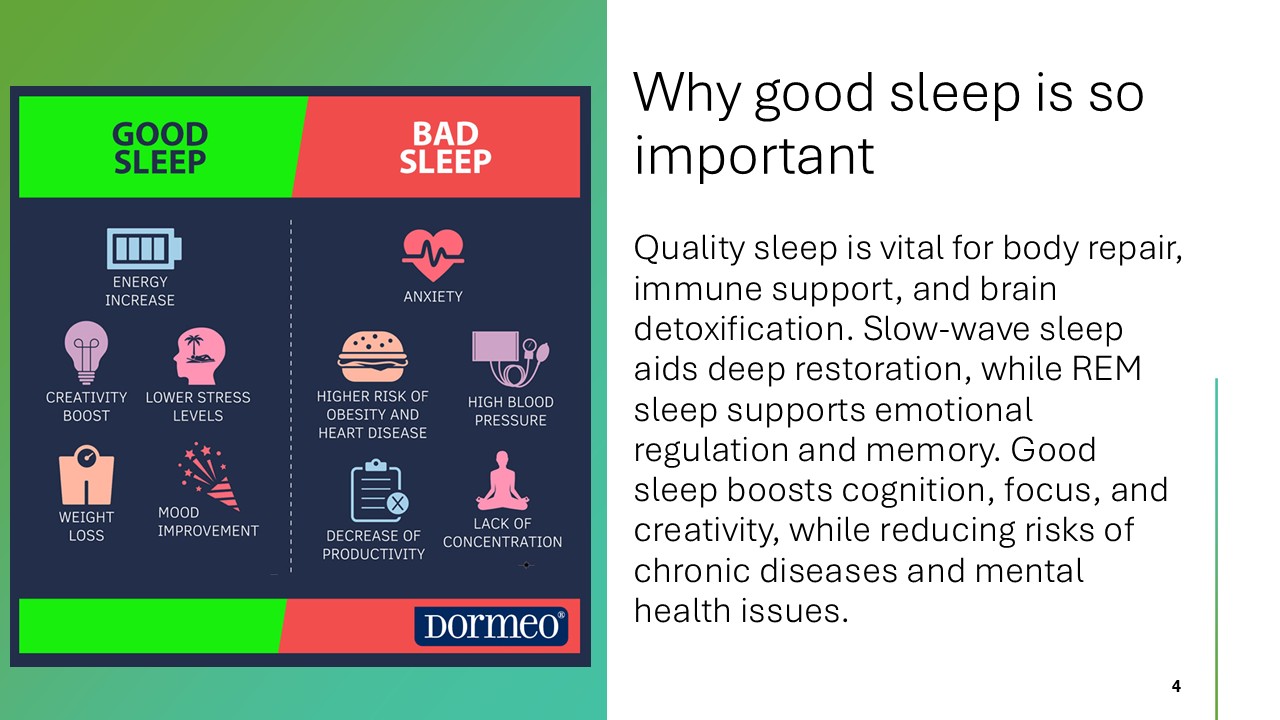 GOOD
SLEEP
BAD
SLEEP
ENERGY
INCREASE
CREATIVITY
BOOST
LOWER STRESS
LEVELS
WEIGHT
LOSS
MOOD
IMPROVEMENT
ANXIETY
HIGHER RISK OF
OBESITY AND
HEART DISEASE
HIGH BLOOD
PRESSURE
DECREASE OF
PRODUCTIVITY
LACK OF
CONCENTRATION
DORMEO®
Why good sleep is so
important
Quality sleep is vital for body repair,
immune support, and brain
detoxification. Slow-wave sleep
aids deep restoration, while REM
sleep supports emotional
regulation and memory. Good
sleep boosts cognition, focus, and
creativity, while reducing risks of
chronic diseases and mental
health issues.
4